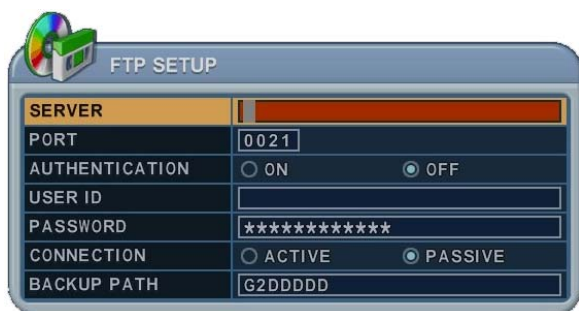 FTP SETUP
SERVER
PORT 0021
AUTHENTICATION ON OFF
USER ID
PASSWORD ************
CONNECTION ACTIVE PASSIVE
BACKUP PATH G2DDDDD